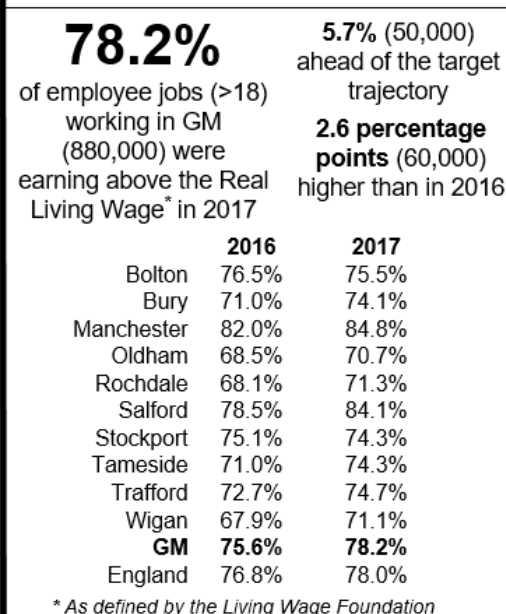 78.2%
of employee jobs (>18)
working in GM
(880,000) were
earning above the Real
Living Wage* in 2017
5.7% (50,000)
ahead of the target
trajectory
2.6 percentage
points (60,000)
higher than in 2016
2016 2017
Bolton 76.5% 75.5%
Bury 71.0% 74.1%
Manchester 82.0% 84.8%
Oldham 68.5% 70.7%
Rochdale 68.1% 71.3%
Salford 78.5% 84.1%
Stockport 75.1% 74.3%
Tameside 71.0% 74.3%
Trafford 72.7% 74.7%
Wigan 67.9% 71.1%
GM 75.6% 78.2%
England 76.8% 78.0%
* As defined by the Living Wage Foundation